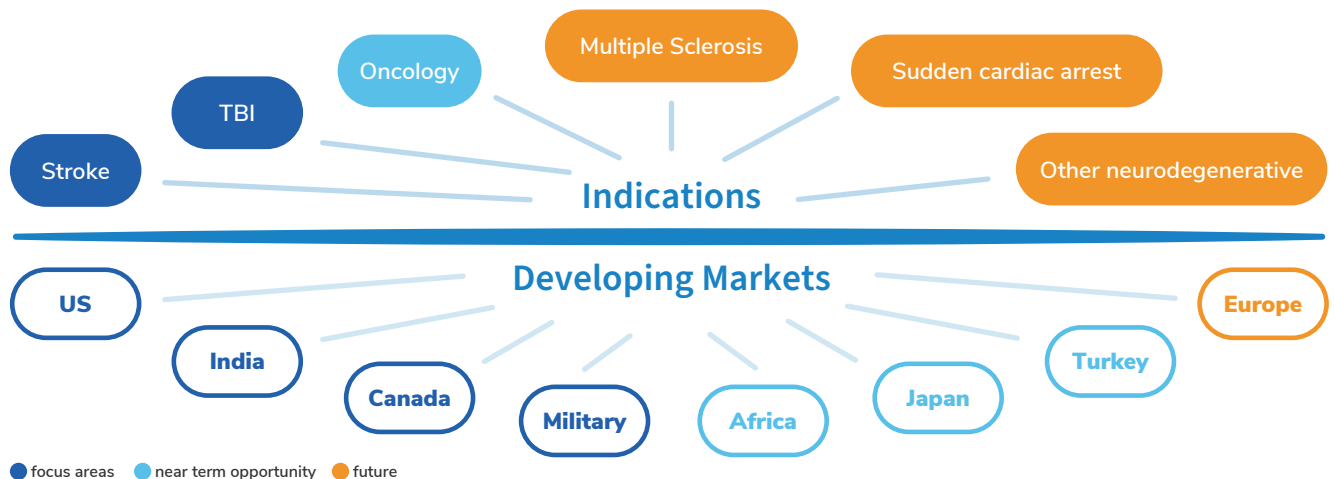 Stroke
TBI
Oncology
Multiple Sclerosis
Sudden cardiac arrest
Other neurodegenerative
Indications
Developing Markets
US
India
Canada
Military
Africa
Japan
Turkey
Europe
focus areas near term opportunity future